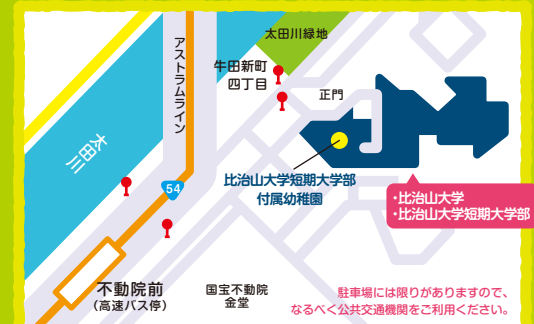 太田川緑地
アストラムライン
牛田新町
四丁目
正門
太田川
比治山大学短期大学部
付属幼稚園
54
・比治山大学
・比治山大学短期大学部
不動院前
(高速バス停)
国宝不動院
金堂
駐車場には限りがありますので、
なるべく公共交通機関をご利用ください。